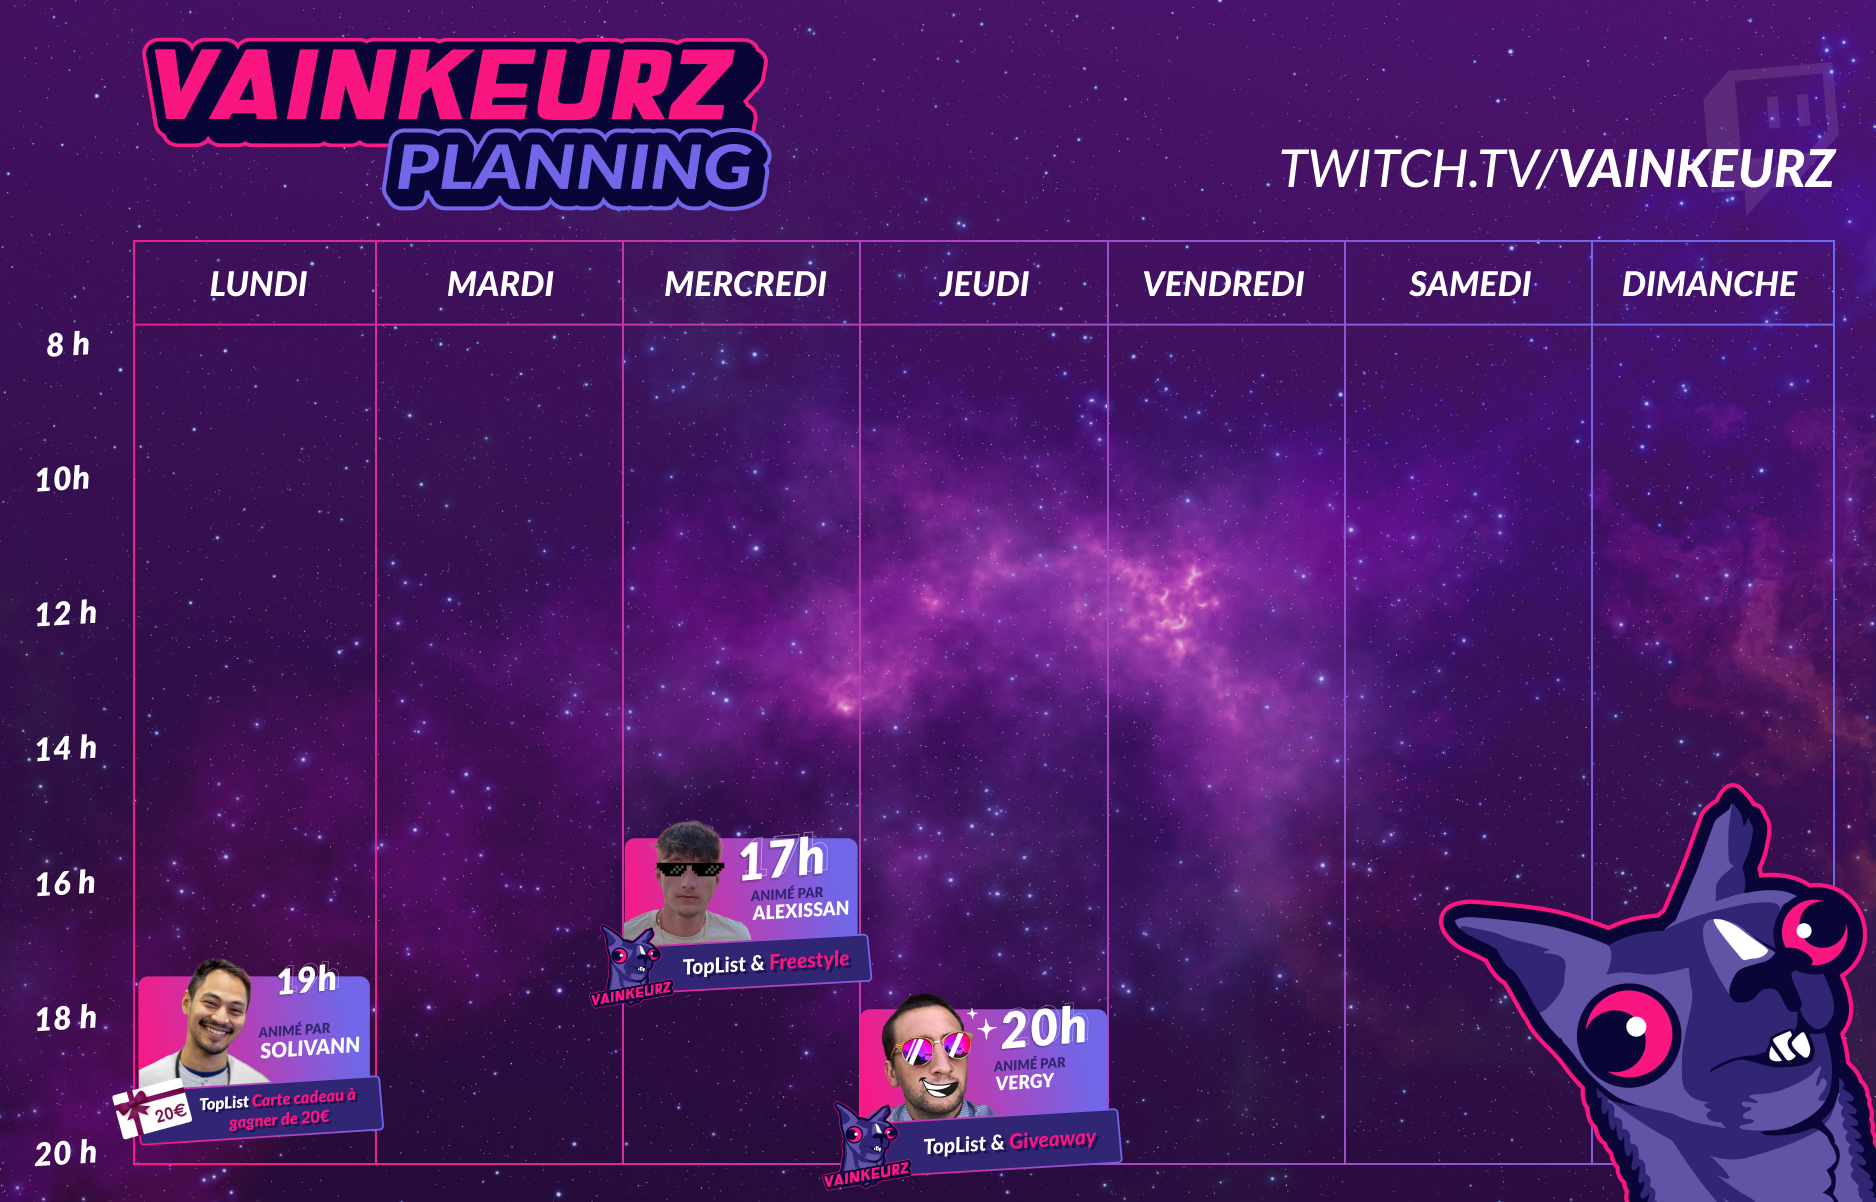 VAINKEURZ
PLANNING
TWITCH.TV/VAINKEURZ
LUNDI
MARDI
MERCREDI
JEUDI
VENDREDI
SAMEDI
DIMANCHE
8 h
10h
12 h
14 h
16 h
18 h
20 h
17h
ANIMÉ PAR
ALEXISSAN
TopList & Freestyle
VAINKEURZ
19h
ANIMÉ PAR
SOLIVANN
20€
TopList Carte cadeau à
gagner de 20€
20h
ANIMÉ PAR
VERGY
TopList & Giveaway
VAINKEURZ